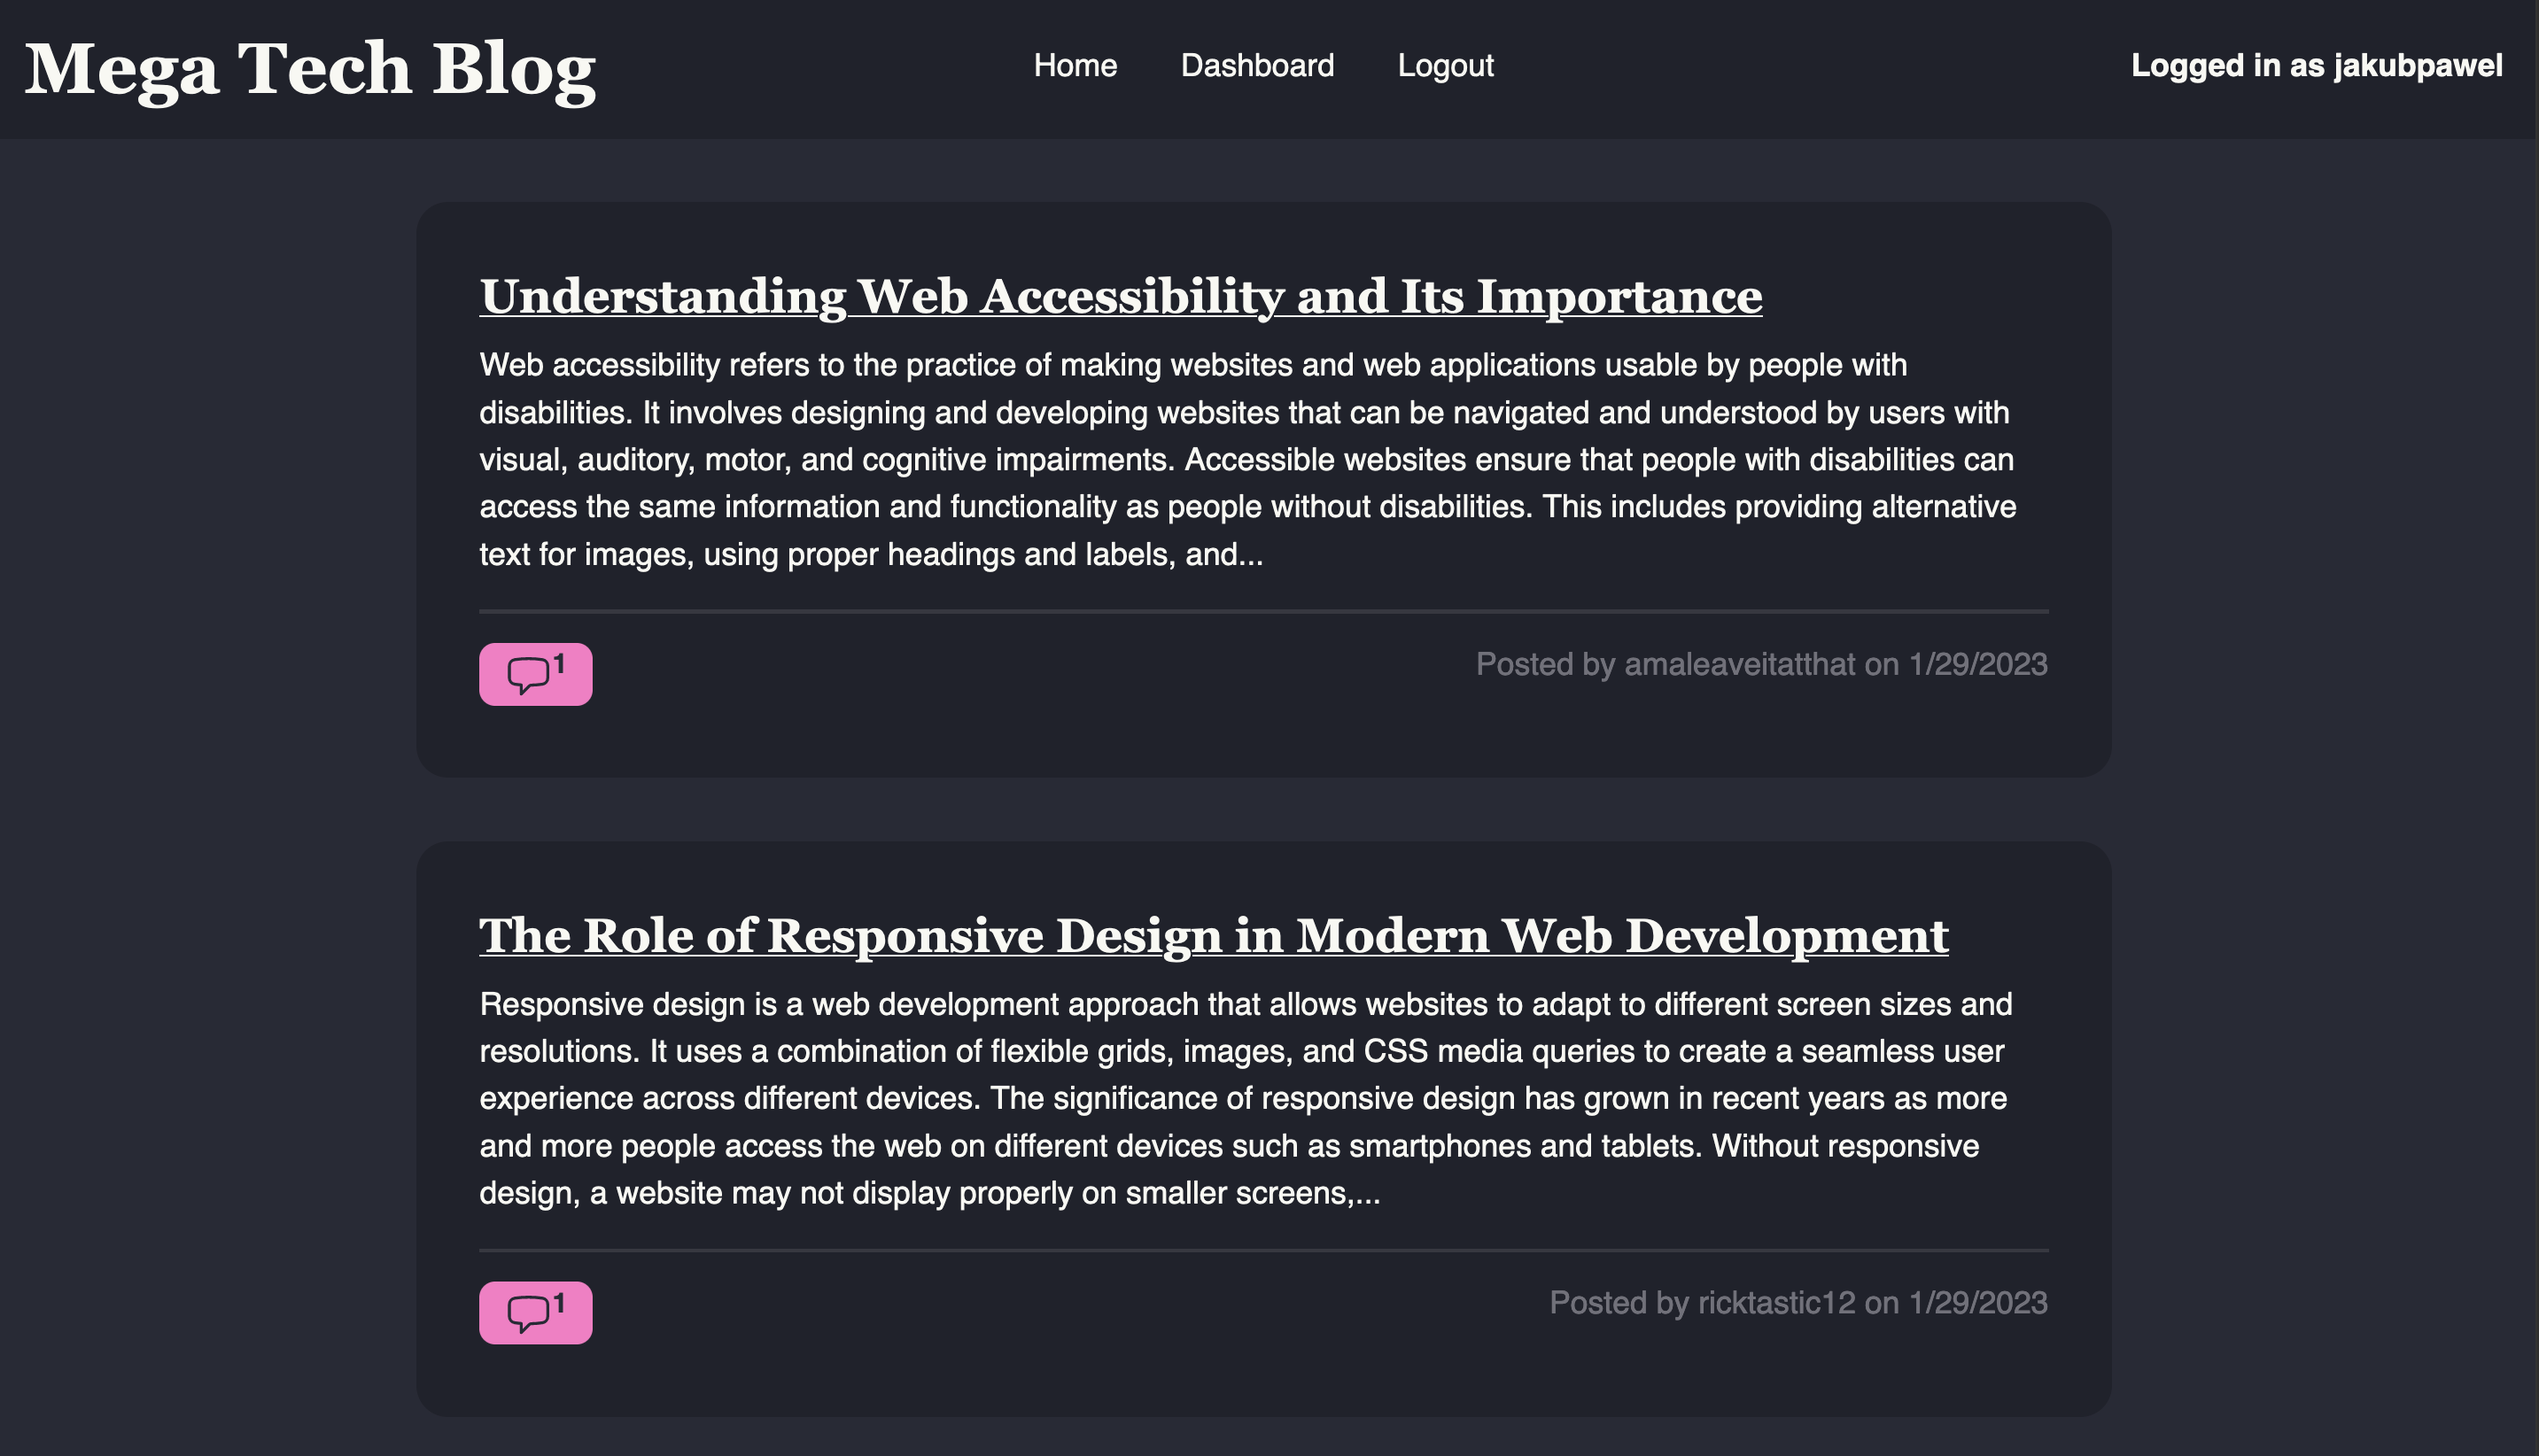 Mega Tech Blog
Home
Dashboard
Logout
Logged in as jakubpawel
Understanding Web Accessibility and Its Importance
Web accessibility refers to the practice of making websites and web applications usable by people with
disabilities. It involves designing and developing websites that can be navigated and understood by users with
visual, auditory, motor, and cognitive impairments. Accessible websites ensure that people with disabilities can
access the same information and functionality as people without disabilities. This includes providing alternative
text for images, using proper headings and labels, and...
1
Posted by amaleaveitatthat on 1/29/2023
The Role of Responsive Design in Modern Web Development
Responsive design is a web development approach that allows websites to adapt to different screen sizes and
resolutions. It uses a combination of flexible grids, images, and CSS media queries to create a seamless user
experience across different devices. The significance of responsive design has grown in recent years as more
and more people access the web on different devices such as smartphones and tablets. Without responsive
design, a website may not display properly on smaller screens,...
1
Posted by ricktastic12 on 1/29/2023